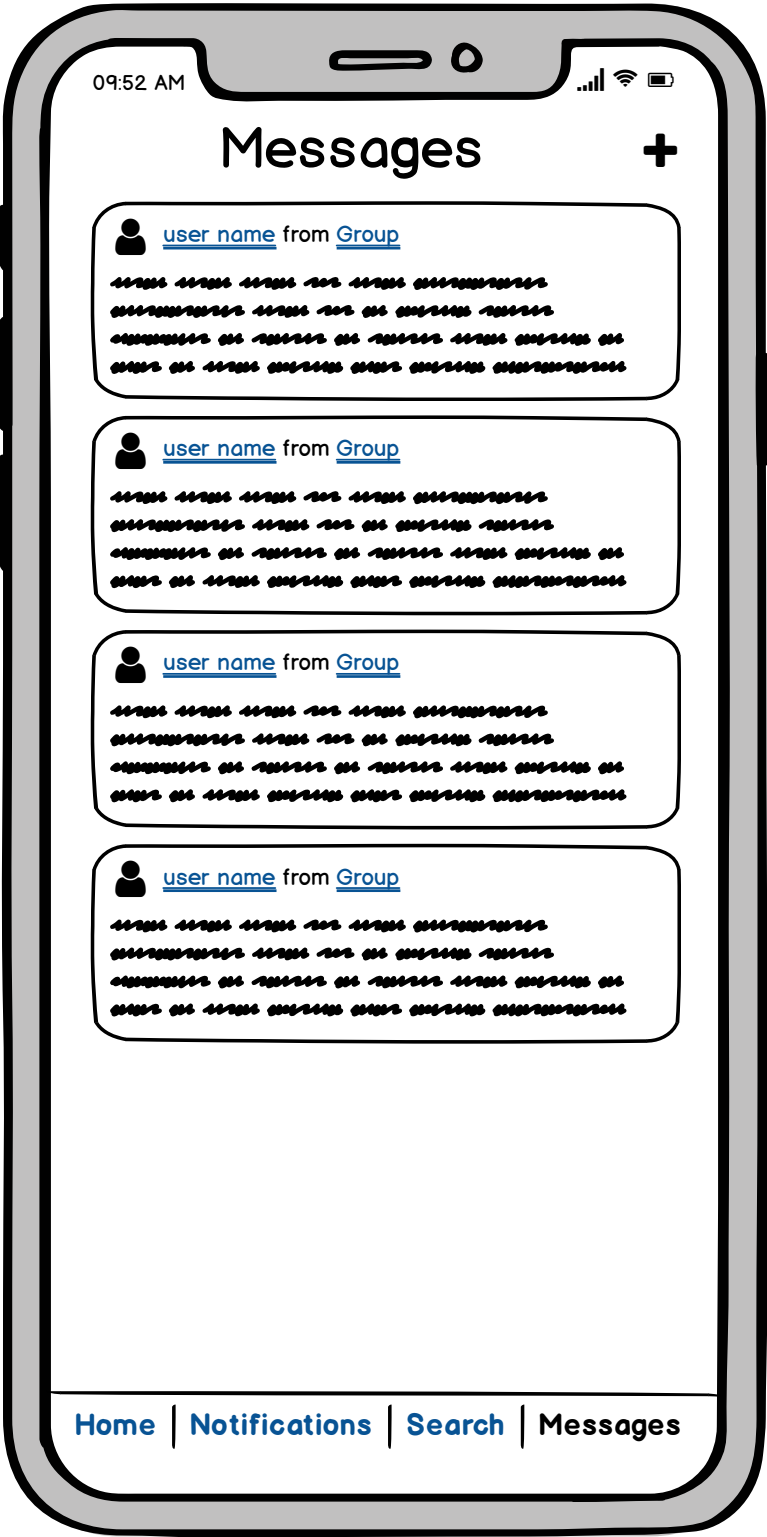 09:52 AM
Messages
user name from Group
user name from Group
user name from Group
user name from Group
Home Notifications Search Messages